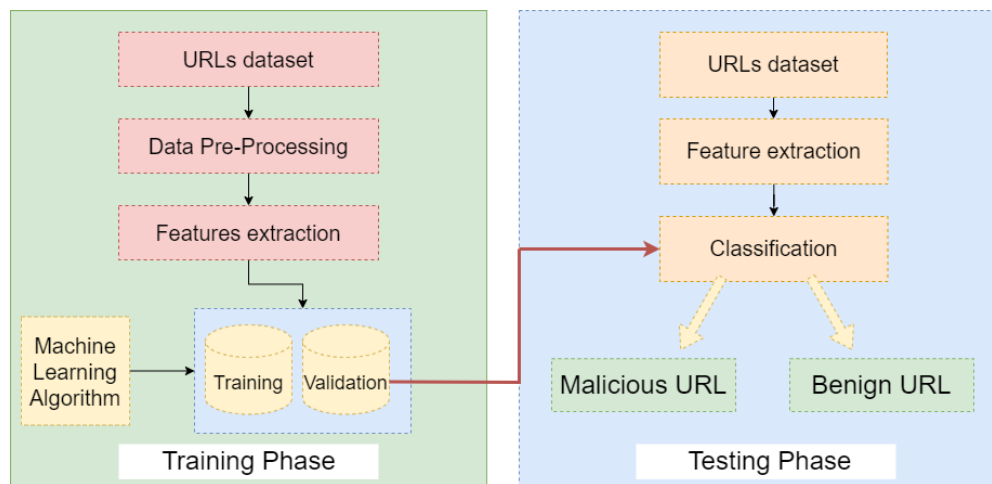 URLs dataset
Data Pre-Processing
Features extraction
Machine
Learning
Algorithm
Training
Validation
Training Phase
URLs dataset
Feature extraction
Classification
Malicious URL
Benign URL
Testing Phase